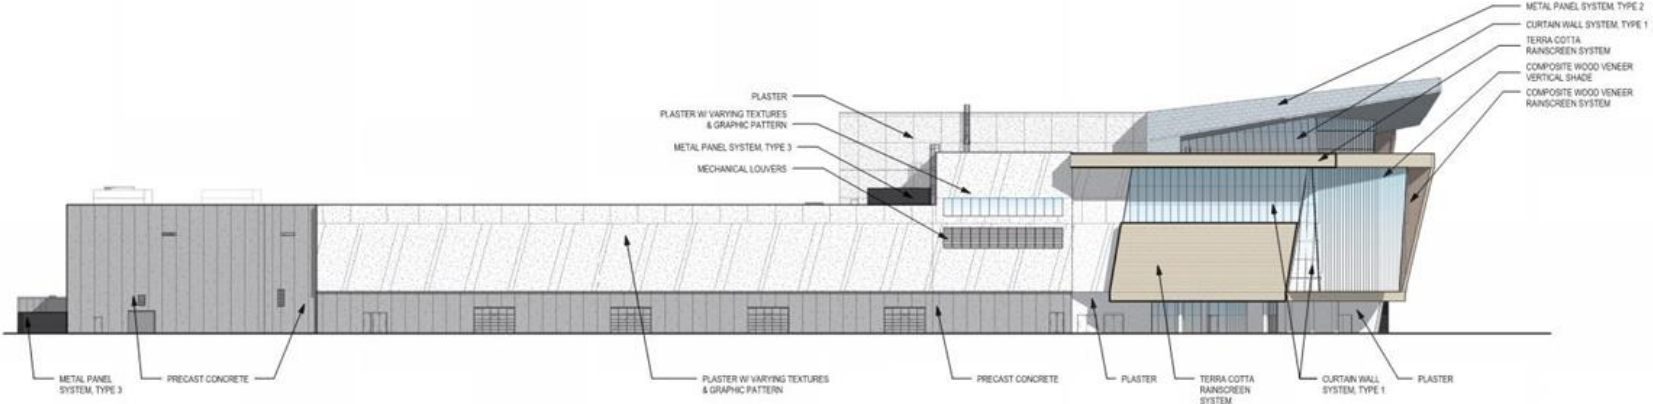 METAL PANEL SYSTEM, TYPE 2
CURTAIN WALL SYSTEM, TYPE 1
TERRA COTTA
RAINSCREEN SYSTEM
COMPOSITE WOOD VENEER
VERTICAL SHADE
COMPOSITE WOOD VENEER
RAINSCREEN SYSTEM
PLASTER
PLASTER W/ VARYING TEXTURES
& GRAPHIC PATTERN
METAL PANEL SYSTEM, TYPE 3
MECHANICAL LOUVERS
METAL PANEL
SYSTEM, TYPE 3
PRECAST CONCRETE
PLASTER W/ VARYING TEXTURES
& GRAPHIC PATTERN
PRECAST CONCRETE
PLASTER
TERRA COTTA
RAINSCREEN
SYSTEM
CURTAIN WALL
SYSTEM, TYPE 1
PLASTER